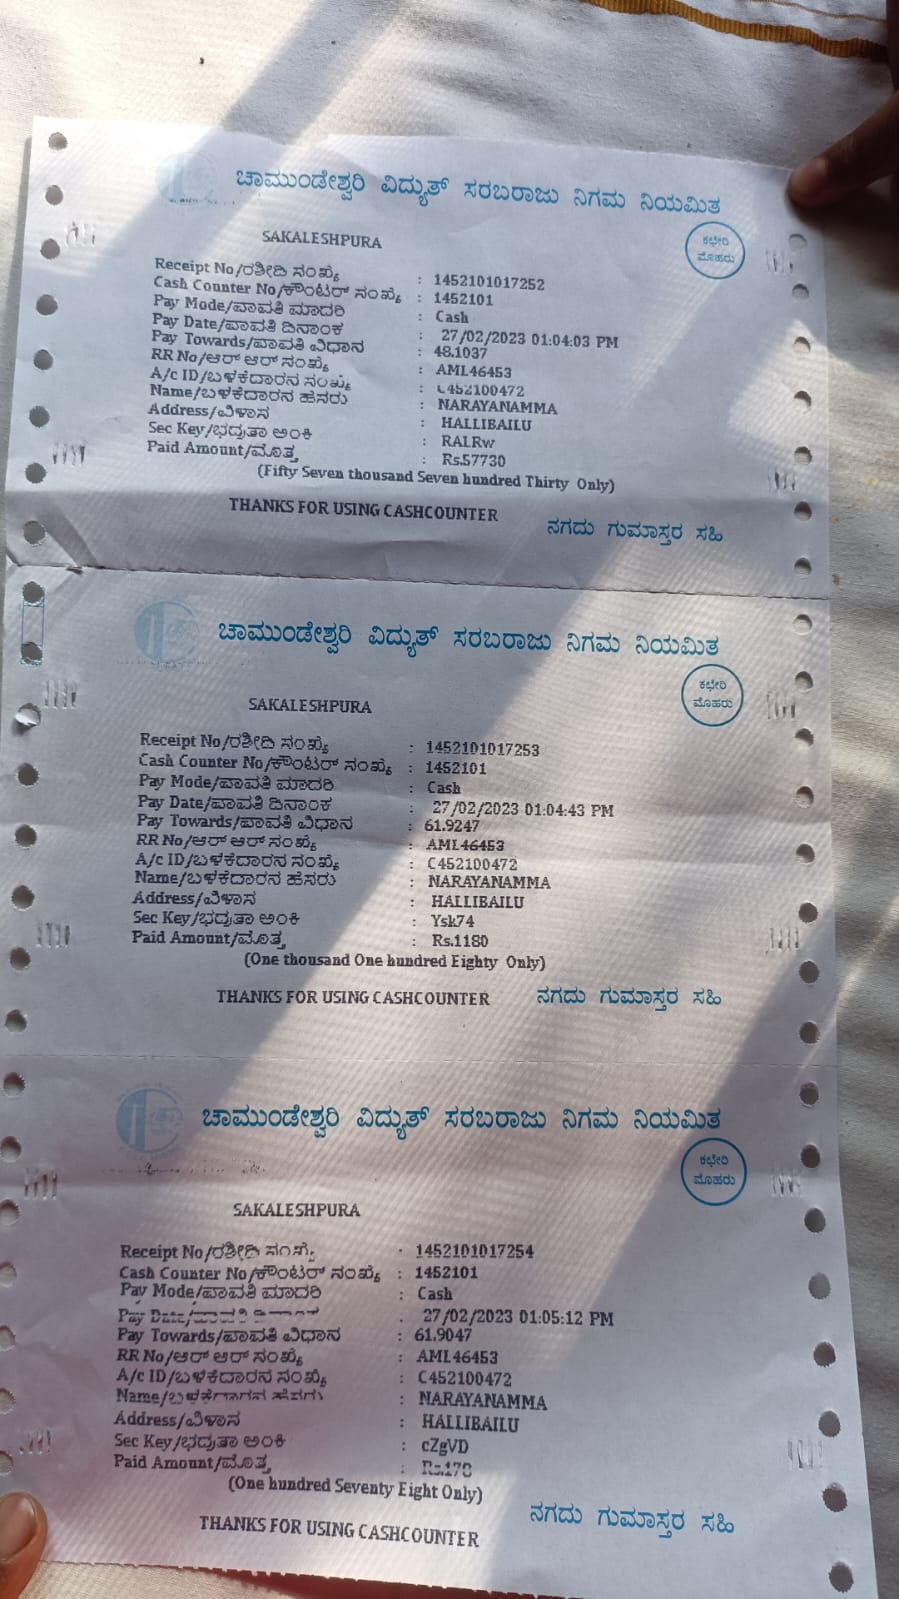 ಚಾಮುಂಡೇಶ್ವರಿ ವಿದ್ಯುತ್ ಸರಬರಾಜು ನಿಗಮ ನಿಯಮಿತ
SAKALESHPURA
ಕಛೇರಿ
ಮೊಹರು
Receipt No/ರಶೀದಿ ಸಂಖ್ಯೆ : 1452101017252
Cash Counter No/ಕೌಂಟರ್ ಸಂಖ್ಯೆ : 1452101
Pay Mode/ಪಾವತಿ ಮಾದರಿ : Cash
Pay Date/ಪಾವತಿ ದಿನಾಂಕ : 27/02/2023 01:04:03 PM
Pay Towards/ಪಾವತಿ ವಿಧಾನ : 48.1037
RR No/ಆರ್ ಆರ್ ಸಂಖ್ಯೆ : AML46453
A/c ID/ಬಳಕೆದಾರನ ಸಂಖ್ಯೆ : C452100472
Name/ಬಳಕೆದಾರನ ಹೆಸರು : NARAYANAMMA
Address/ವಿಳಾಸ : HALLIBAILU
Sec Key/ಭದ್ರತಾ ಅಂಕಿ : RALRw
Paid Amount/ಮೊತ್ತ : Rs.57730
(Fifty Seven thousand Seven hundred Thirty Only)
THANKS FOR USING CASHCOUNTER
ನಗದು ಗುಮಾಸ್ತರ ಸಹಿ
ಚಾಮುಂಡೇಶ್ವರಿ ವಿದ್ಯುತ್ ಸರಬರಾಜು ನಿಗಮ ನಿಯಮಿತ
ಕಛೇರಿ
ಮೊಹರು
SAKALESHPURA
Receipt No/ರಶೀದಿ ಸಂಖ್ಯೆ : 1452101017253
Cash Counter No/ಕೌಂಟರ್ ಸಂಖ್ಯೆ : 1452101
Pay Mode/ಪಾವತಿ ಮಾದರಿ : Cash
Pay Date/ಪಾವತಿ ದಿನಾಂಕ : 27/02/2023 01:04:43 PM
Pay Towards/ಪಾವತಿ ವಿಧಾನ : 61.9247
RR No/ಆರ್ ಆರ್ ಸಂಖ್ಯೆ : AML46453
A/c ID/ಬಳಕೆದಾರನ ಸಂಖ್ಯೆ : C452100472
Name/ಬಳಕೆದಾರನ ಹೆಸರು : NARAYANAMMA
Address/ವಿಳಾಸ : HALLIBAILU
Sec Key/ಭದ್ರತಾ ಅಂಕಿ : Ysk74
Paid Amount/ಮೊತ್ತ : Rs.1180
(One thousand One hundred Eighty Only)
THANKS FOR USING CASHCOUNTER
ನಗದು ಗುಮಾಸ್ತರ ಸಹಿ
ಚಾಮುಂಡೇಶ್ವರಿ ವಿದ್ಯುತ್ ಸರಬರಾಜು ನಿಗಮ ನಿಯಮಿತ
ಕಛೇರಿ
ಮೊಹರು
SAKALESHPURA
Receipt No/ರಶೀದಿ ಸಂಖ್ಯೆ : 1452101017254
Cash Counter No/ಕೌಂಟರ್ ಸಂಖ್ಯೆ : 1452101
Pay Mode/ಪಾವತಿ ಮಾದರಿ : Cash
Pay Date/ಪಾವತಿ ದಿನಾಂಕ : 27/02/2023 01:05:12 PM
Pay Towards/ಪಾವತಿ ವಿಧಾನ : 61.9047
RR No/ಆರ್ ಆರ್ ಸಂಖ್ಯೆ : AML46453
A/c ID/ಬಳಕೆದಾರನ ಸಂಖ್ಯೆ : C452100472
Name/ಬಳಕೆದಾರನ ಹೆಸರು : NARAYANAMMA
Address/ವಿಳಾಸ : HALLIBAILU
Sec Key/ಭದ್ರತಾ ಅಂಕಿ : cZgVD
Paid Amount/ಮೊತ್ತ : Rs.178
(One hundred Seventy Eight Only)
THANKS FOR USING CASHCOUNTER
ನಗದು ಗುಮಾಸ್ತರ ಸಹಿ